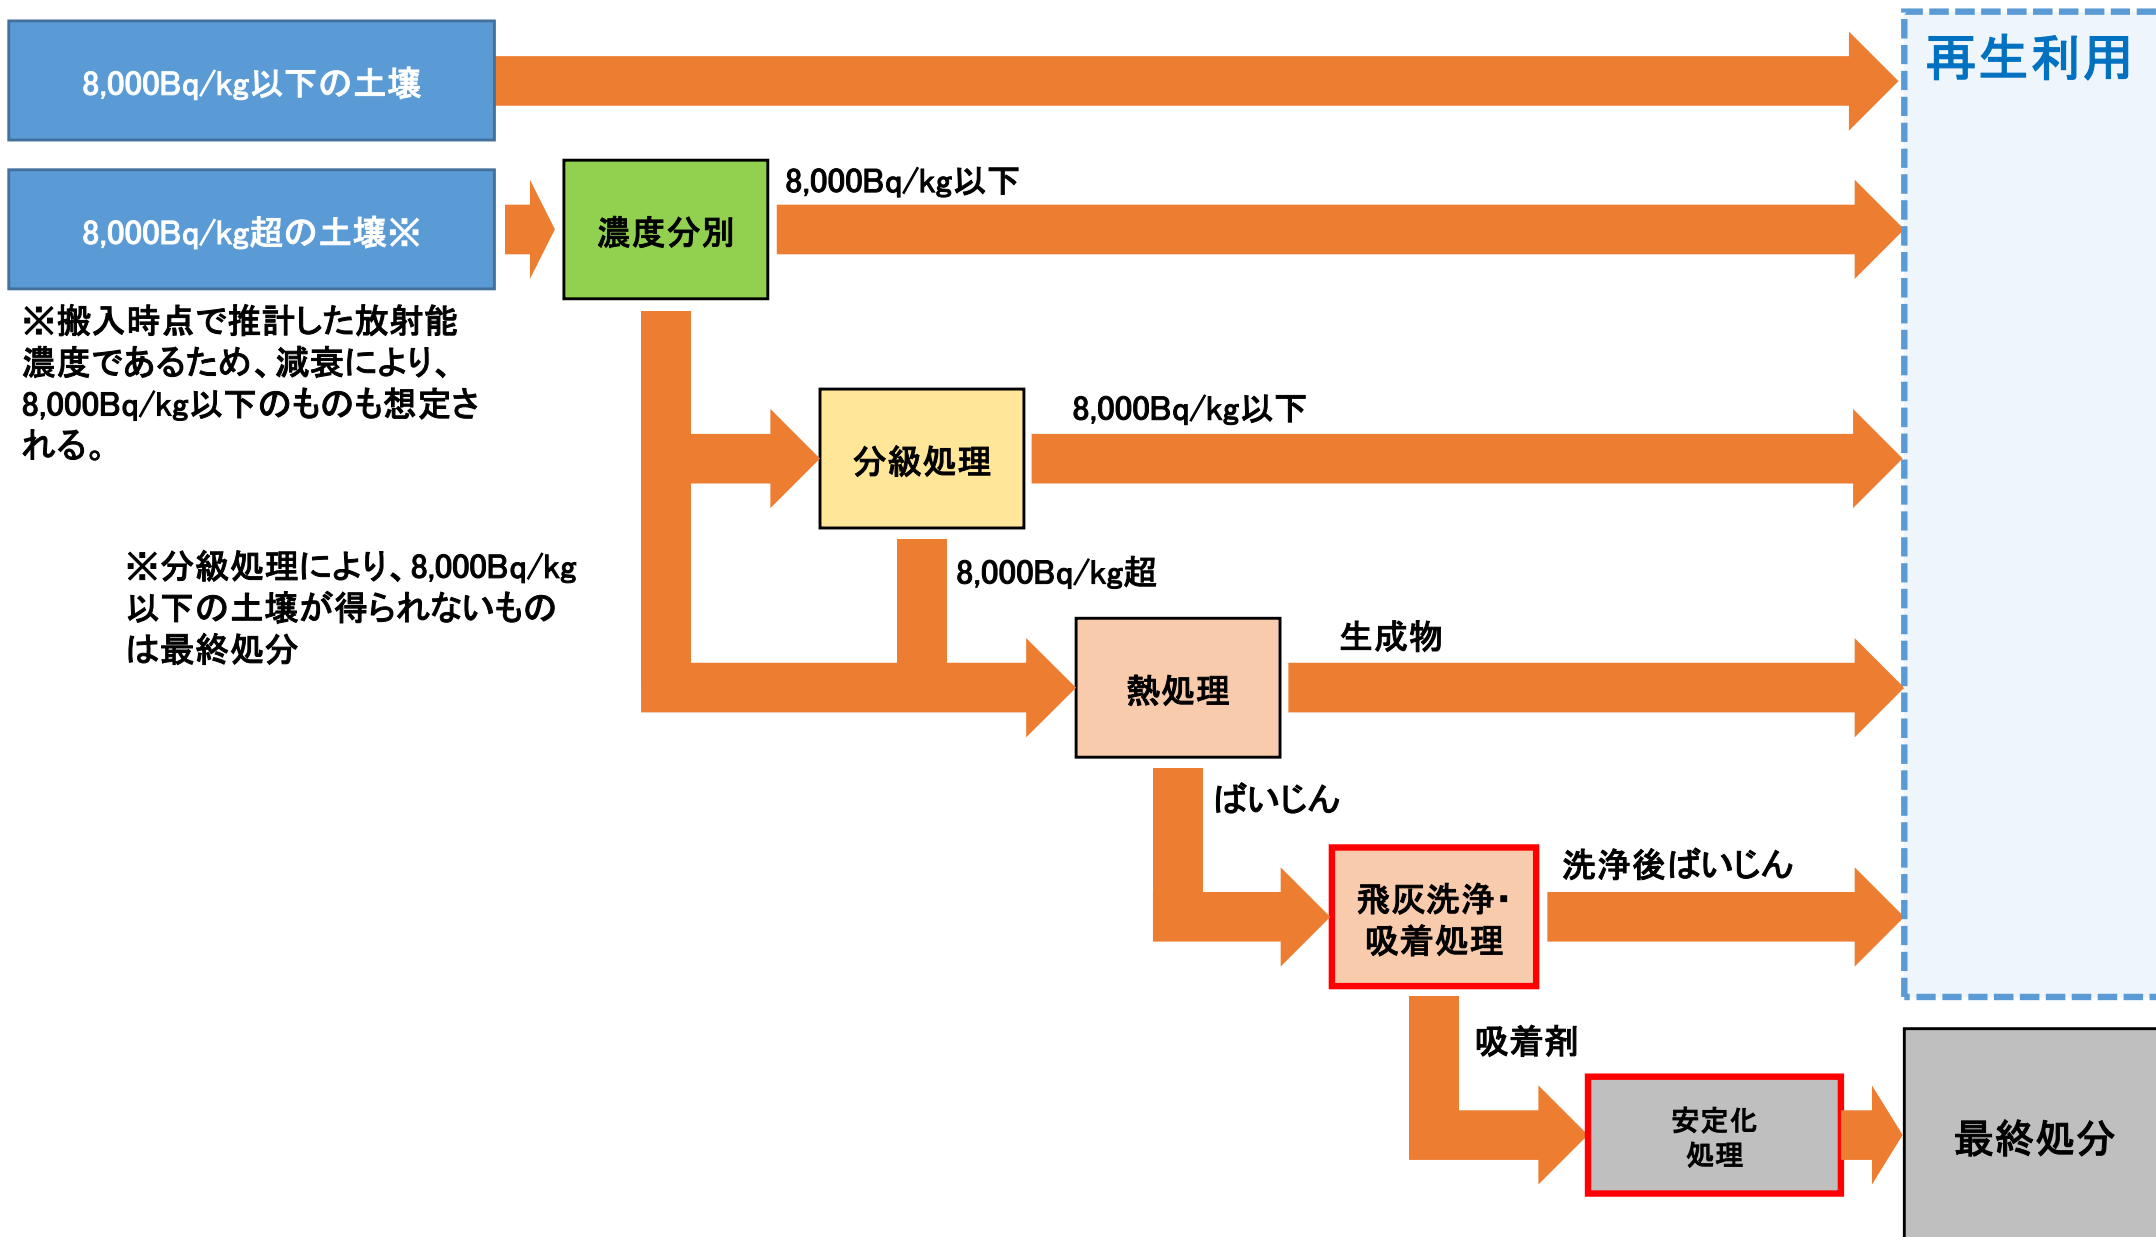 8,000Bq/kg以下の土壌
再生利用
8,000Bq/kg超の土壌※
濃度分別
8,000Bq/kg以下
※搬入時点で推計した放射能
濃度であるため、減衰により、
8,000Bq/kg以下のものも想定さ
れる。
分級処理
8,000Bq/kg以下
※分級処理により、8,000Bq/kg
以下の土壌が得られないもの
は最終処分
8,000Bq/kg超
熱処理
生成物
ばいじん
飛灰洗浄・
吸着処理
洗浄後ばいじん
吸着剤
安定化
処理
最終処分